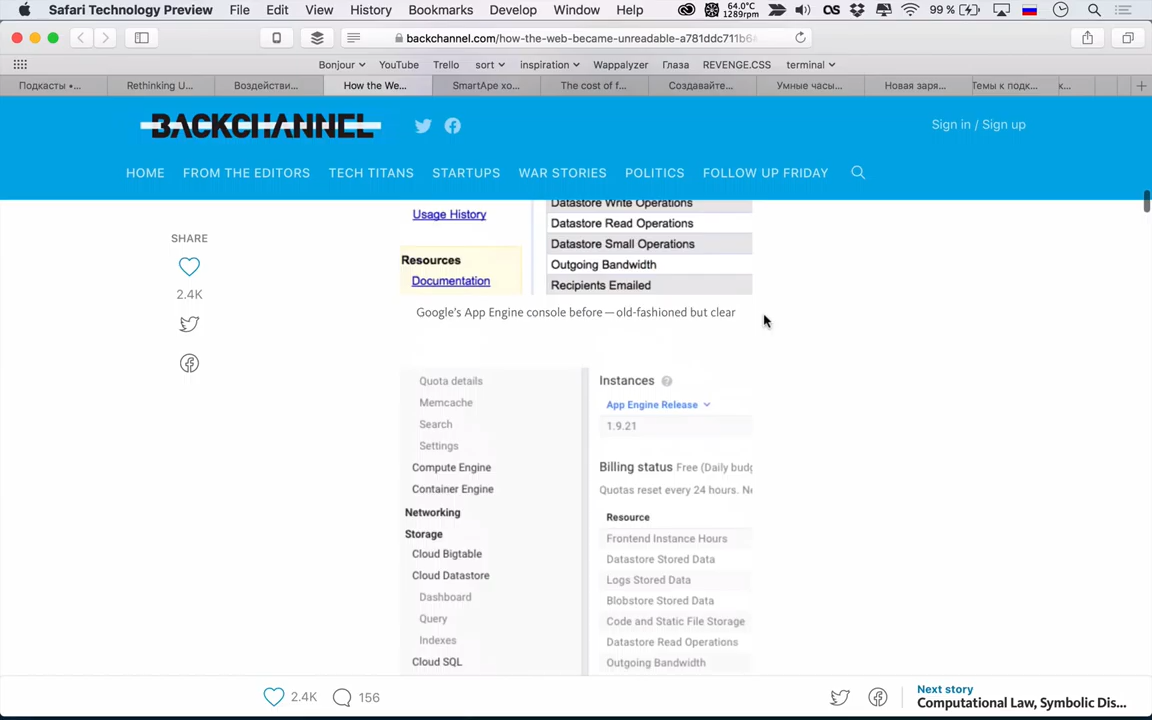 Safari Technology Preview File Edit View History Bookmarks Develop Window Help 64.0°C 1289rpm 99 %
backchannel.com/how-the-web-became-unreadable-a781ddc711b6
Bonjour YouTube Trello sort inspiration Wappalyzer Глаза REVENGE.CSS terminal
Подкасты •... Rethinking U... Воздействи... How the We... SmartApe хо... The cost of f... Создавайте... Умные часы... Новая заря... Темы к подк... к...
BACKCHANNEL
Sign in / Sign up
HOME FROM THE EDITORS TECH TITANS STARTUPS WAR STORIES POLITICS FOLLOW UP FRIDAY
SHARE
2.4K
Usage History
Resources
Documentation
Datastore Write Operations
Datastore Read Operations
Datastore Small Operations
Outgoing Bandwidth
Recipients Emailed
Google's App Engine console before — old-fashioned but clear
Quota details
Memcache
Search
Settings
Compute Engine
Container Engine
Networking
Storage
Cloud Bigtable
Cloud Datastore
Dashboard
Query
Indexes
Cloud SQL
Instances
App Engine Release
1.9.21
Billing status Free (Daily budg
Quotas reset every 24 hours. Ne
Resource
Frontend Instance Hours
Datastore Stored Data
Logs Stored Data
Blobstore Stored Data
Code and Static File Storage
Datastore Read Operations
Outgoing Bandwidth
2.4K 156
Next story
Computational Law, Symbolic Dis...